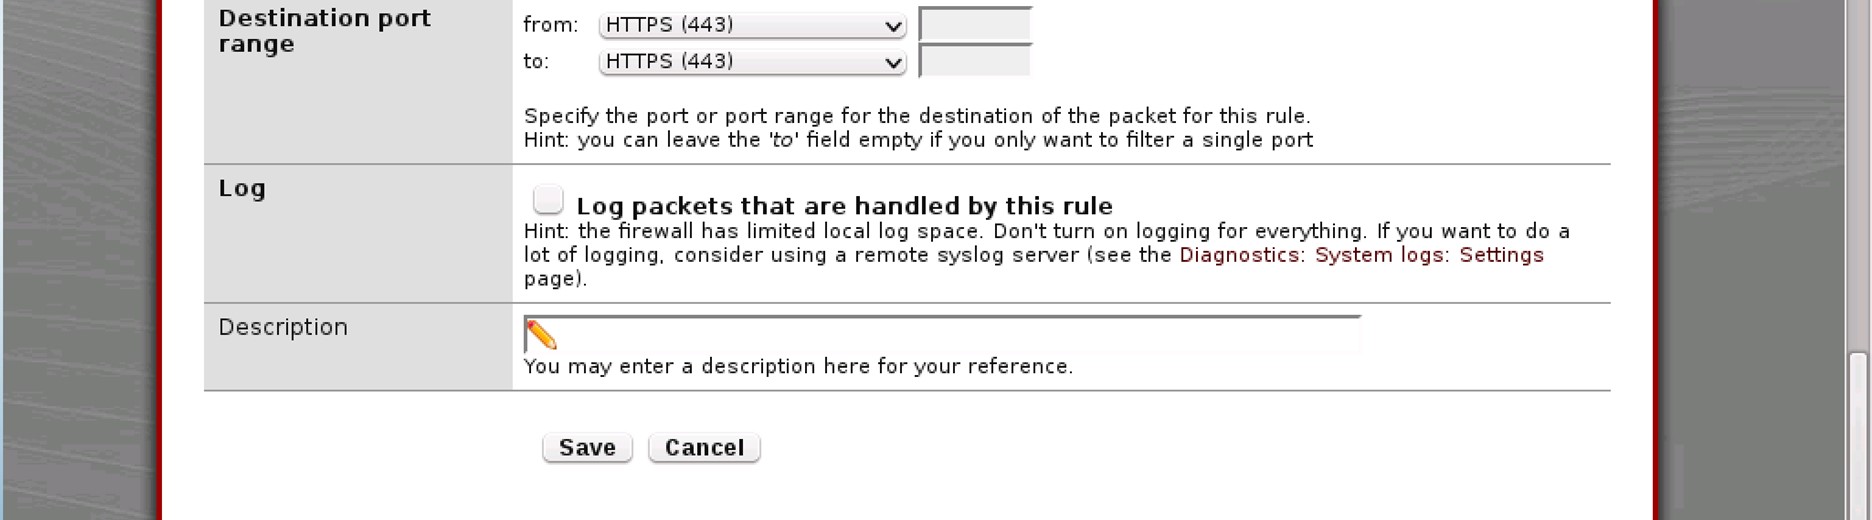 Destination port
range
from: HTTPS (443)
to: HTTPS (443)
Specify the port or port range for the destination of the packet for this rule.
Hint: you can leave the 'to' field empty if you only want to filter a single port
Log
Log packets that are handled by this rule
Hint: the firewall has limited local log space. Don't turn on logging for everything. If you want to do a
lot of logging, consider using a remote syslog server (see the Diagnostics: System logs: Settings
page).
Description
You may enter a description here for your reference.
Save Cancel